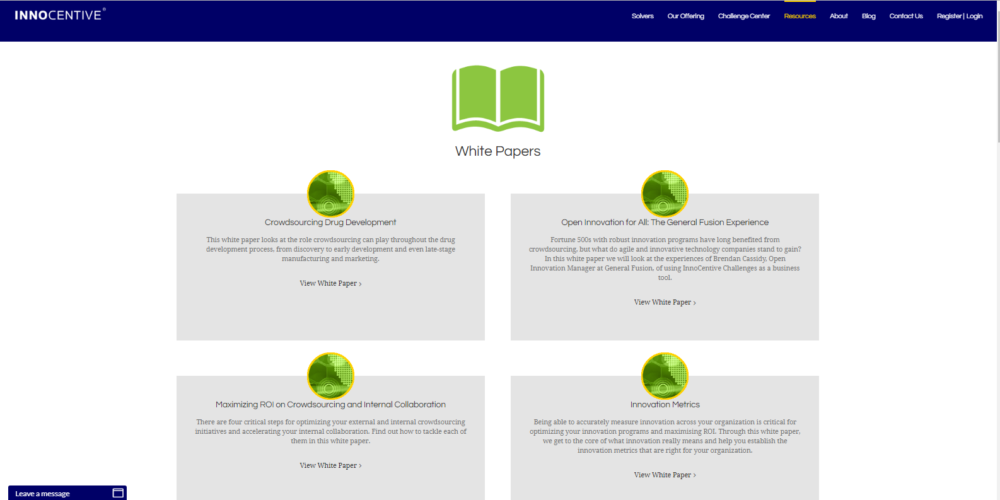 INNOCENTIVE®
Solvers Our Offering Challenge Center Resources About Blog Contact Us Register | Login
White Papers
Crowdsourcing Drug Development
This white paper looks at the role crowdsourcing can play throughout the drug
development process, from discovery to early development and even late-stage
manufacturing and marketing.
View White Paper >
Open Innovation for All: The General Fusion Experience
Fortune 500s with robust innovation programs have long benefited from
crowdsourcing, but what do agile and innovative technology companies stand to gain?
In this white paper we will look at the experiences of Brendan Cassidy, Open
Innovation Manager at General Fusion, of using InnoCentive Challenges as a business
tool.
View White Paper >
Maximizing ROI on Crowdsourcing and Internal Collaboration
There are four critical steps for optimizing your external and internal crowdsourcing
initiatives and accelerating your internal collaboration. Find out how to tackle each of
them in this white paper.
View White Paper >
Innovation Metrics
Being able to accurately measure innovation across your organization is critical for
optimizing your innovation programs and maximising ROI. Through this white paper,
we get to the core of what innovation really means and help you establish the
innovation metrics that are right for your organization.
View White Paper >
Leave a message